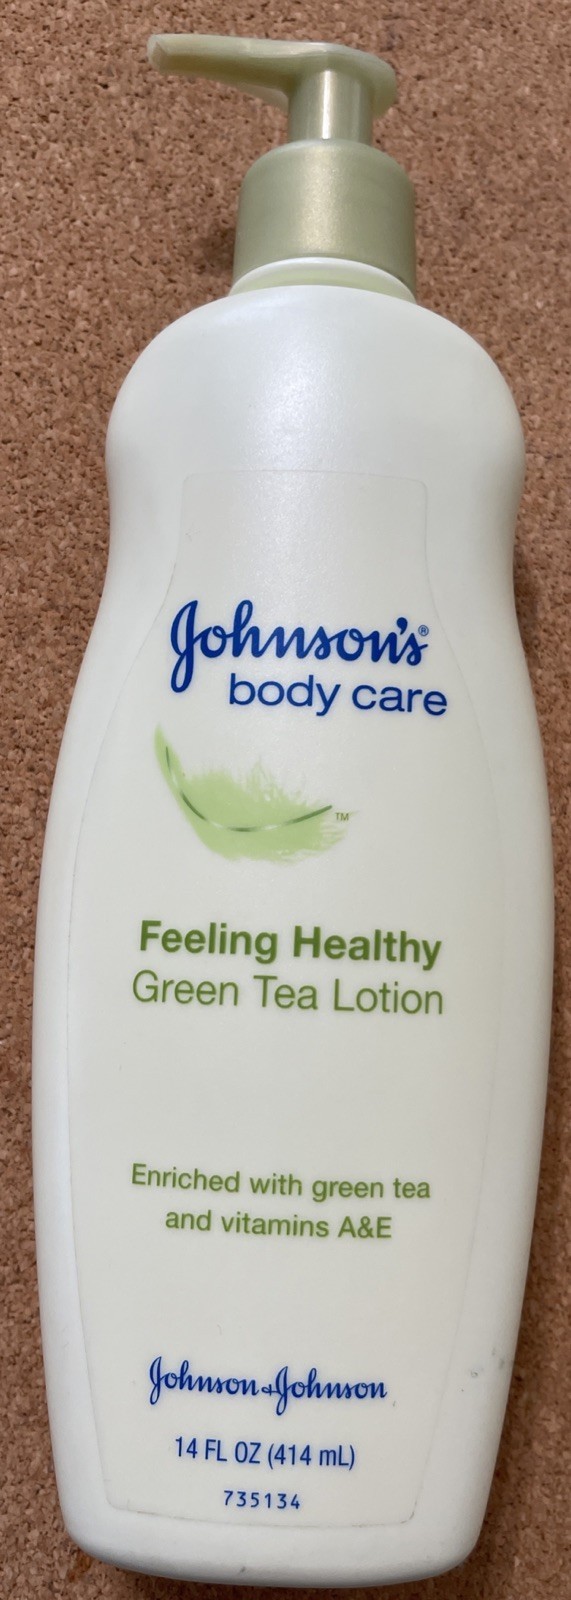 Johnson's®
body care
™
Feeling Healthy
Green Tea Lotion
Enriched with green tea
and vitamins A&E
Johnson+Johnson
14 FL OZ (414 mL)
735134